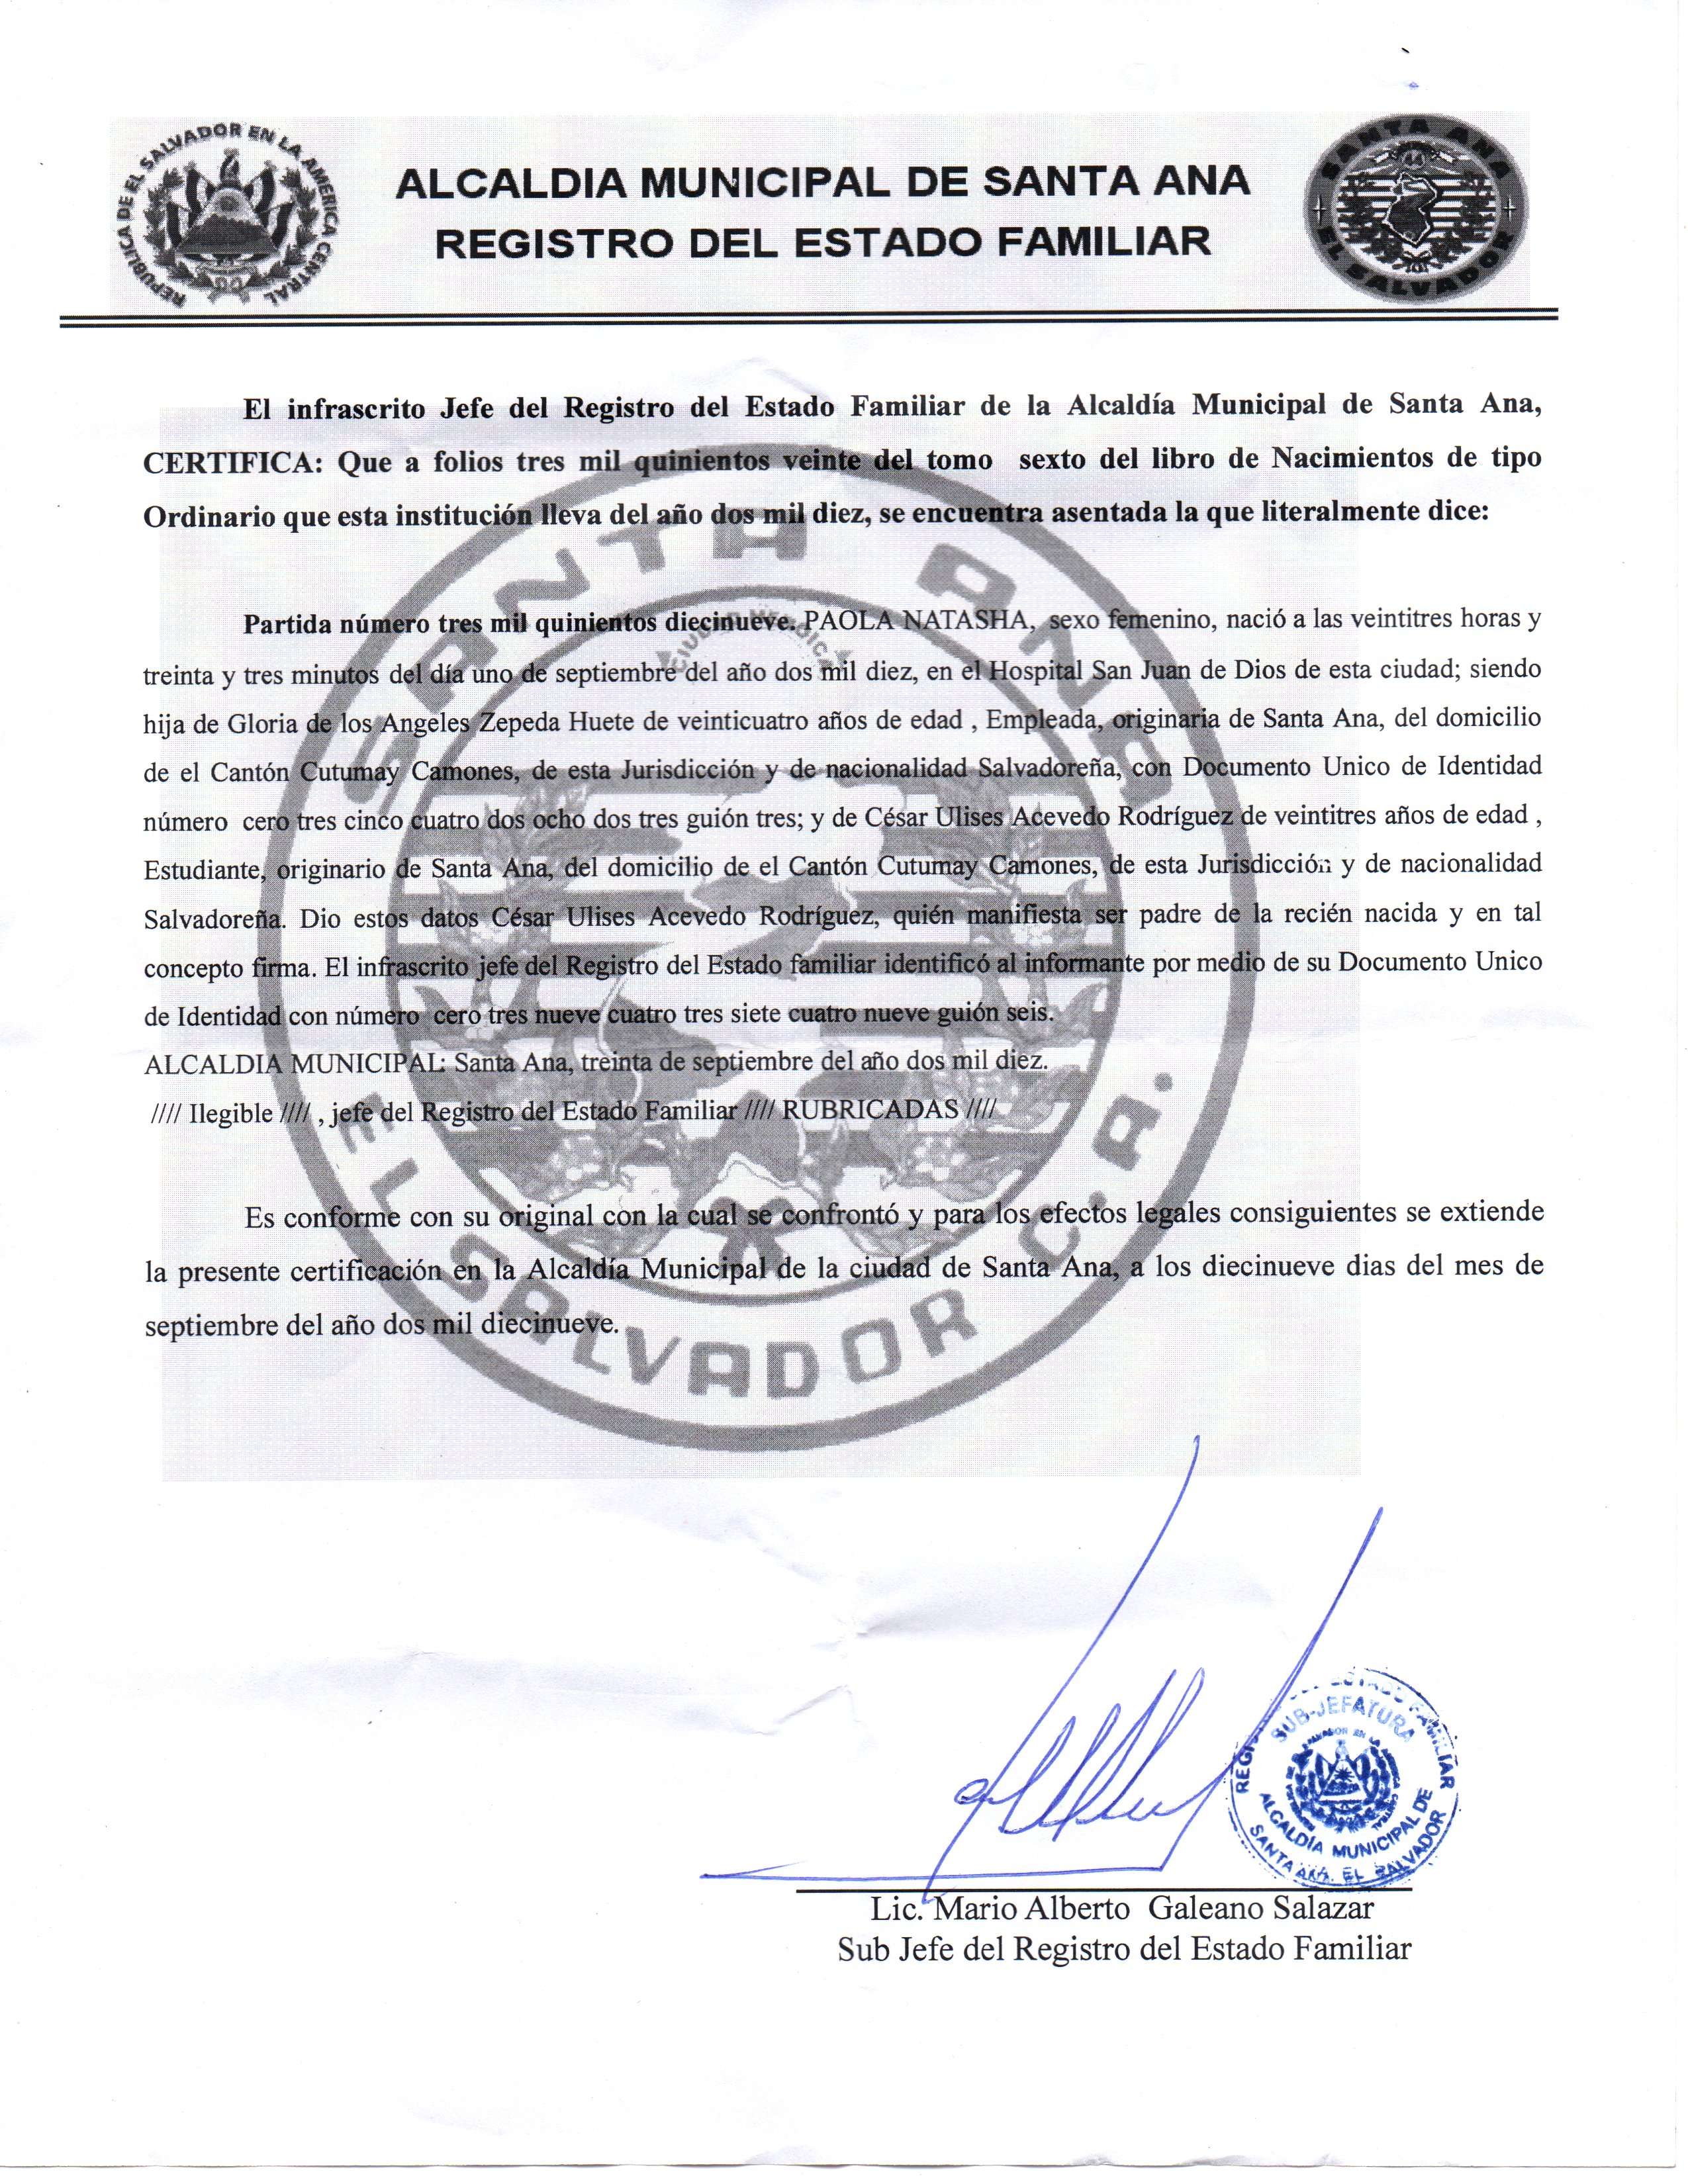 REPUBLICA DE EL SALVADOR EN LA AMERICA CENTRAL
ALCALDIA MUNICIPAL DE SANTA ANA
REGISTRO DEL ESTADO FAMILIAR
SANTA ANA
44
EL SALVADOR
El infrascrito Jefe del Registro del Estado Familiar de la Alcaldía Municipal de Santa Ana,
CERTIFICA: Que a folios tres mil quinientos veinte del tomo sexto del libro de Nacimientos de tipo
Ordinario que esta institución lleva del año dos mil diez, se encuentra asentada la que literalmente dice:
Partida número tres mil quinientos diecinueve. PAOLA NATASHA, sexo femenino, nació a las veintitres horas y
treinta y tres minutos del día uno de septiembre del año dos mil diez, en el Hospital San Juan de Dios de esta ciudad; siendo
hija de Gloria de los Angeles Zepeda Huete de veinticuatro años de edad , Empleada, originaria de Santa Ana, del domicilio
de el Cantón Cutumay Camones, de esta Jurisdicción y de nacionalidad Salvadoreña, con Documento Unico de Identidad
número cero tres cinco cuatro dos ocho dos tres guión tres; y de César Ulises Acevedo Rodríguez de veintitres años de edad ,
Estudiante, originario de Santa Ana, del domicilio de el Cantón Cutumay Camones, de esta Jurisdicción y de nacionalidad
Salvadoreña. Dio estos datos César Ulises Acevedo Rodríguez, quién manifiesta ser padre de la recién nacida y en tal
concepto firma. El infrascrito jefe del Registro del Estado familiar identificó al informante por medio de su Documento Unico
de Identidad con número cero tres nueve cuatro tres siete cuatro nueve guión seis.
ALCALDIA MUNICIPAL: Santa Ana, treinta de septiembre del año dos mil diez.
//// Ilegible //// , jefe del Registro del Estado Familiar //// RUBRICADAS ////
Es conforme con su original con la cual se confrontó y para los efectos legales consiguientes se extiende
la presente certificación en la Alcaldía Municipal de la ciudad de Santa Ana, a los diecinueve dias del mes de
septiembre del año dos mil diecinueve.
SANTA ANA
EL SALVADOR C.A.
ESTADO FAMILIAR
SUB-JEFATURA
ALCALDÍA MUNICIPAL DE
SANTA ANA, EL SALVADOR
Lic. Mario Alberto Galeano Salazar
Sub Jefe del Registro del Estado Familiar